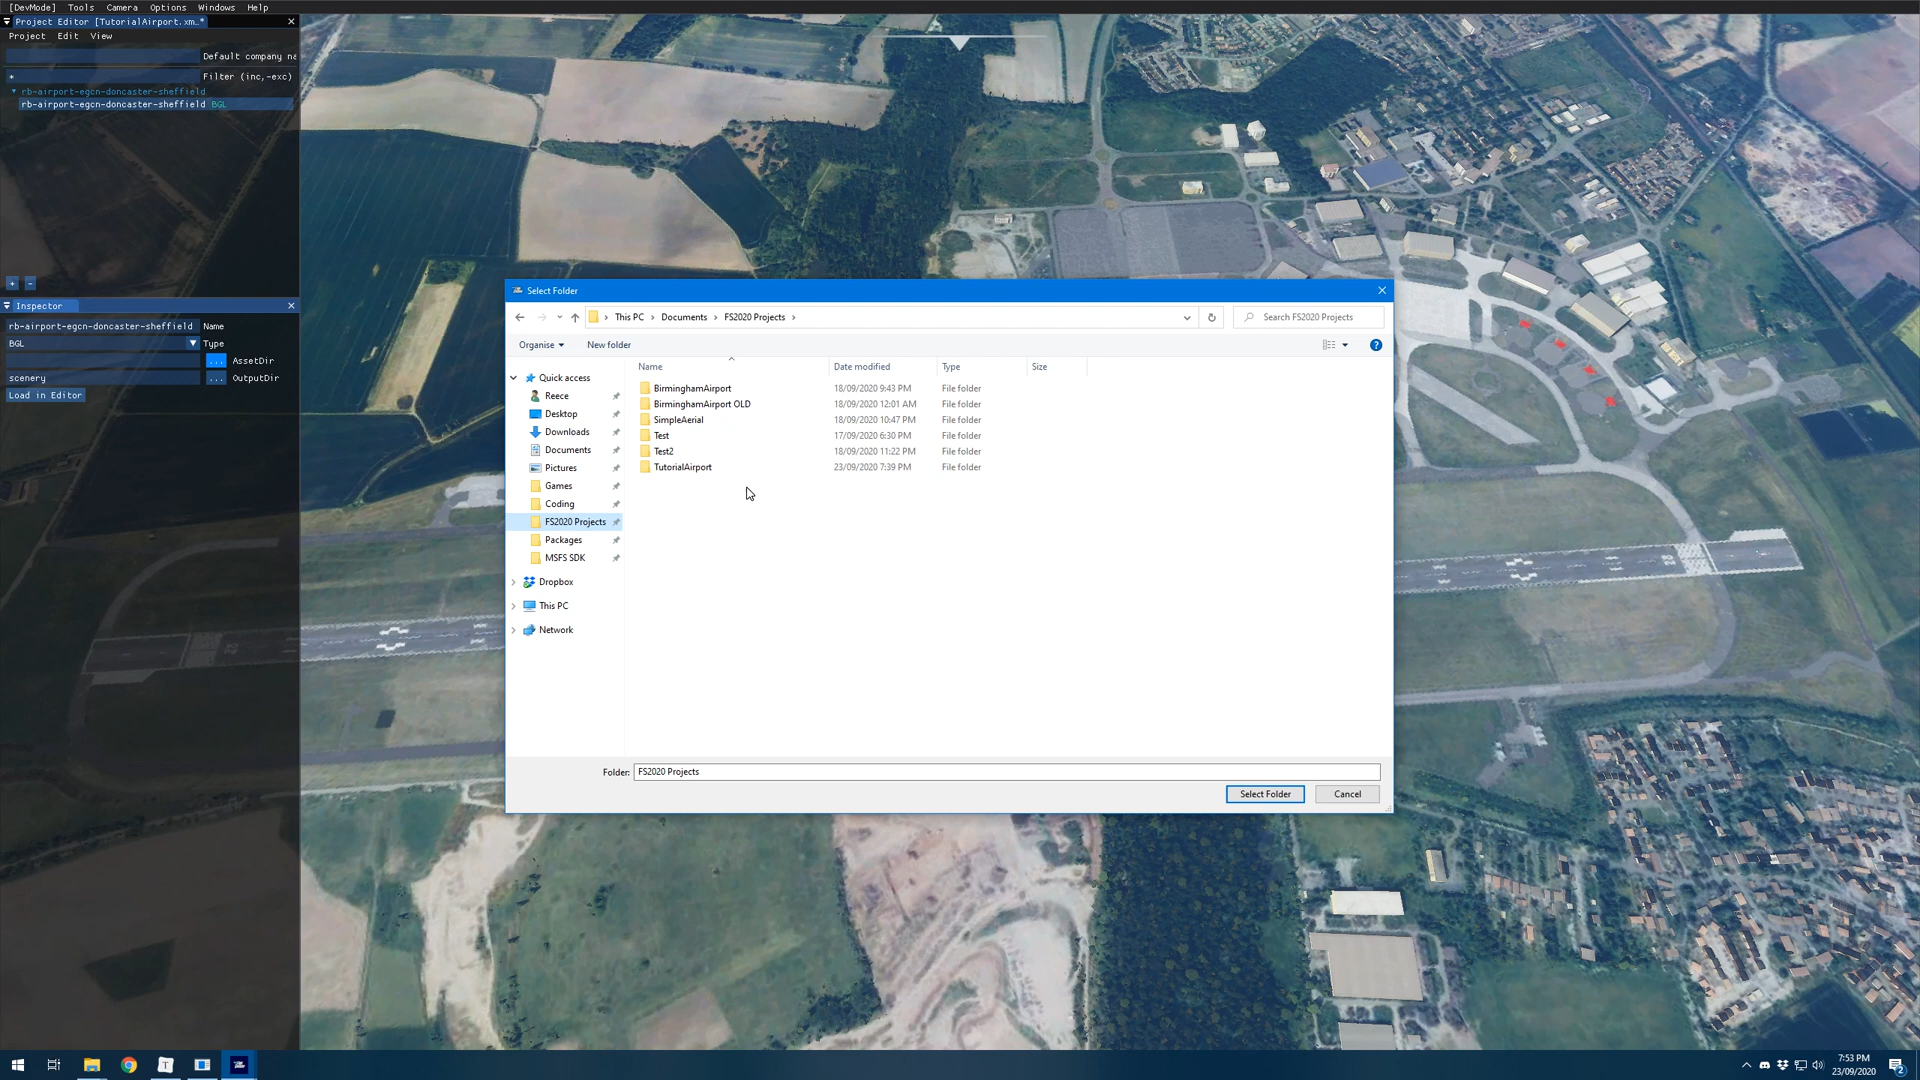 [DevMode] Tools Camera Options Windows Help
Project Editor [TutorialAirport.xm…*
Project Edit View
Default company na
* Filter (inc,-exc)
rb-airport-egcn-doncaster-sheffield
rb-airport-egcn-doncaster-sheffield BGL
+ -
Inspector
rb-airport-egcn-doncaster-sheffield Name
BGL Type
... AssetDir
scenery ... OutputDir
Load in Editor
Select Folder
This PC Documents FS2020 Projects
Search FS2020 Projects
Organise New folder
Name Date modified Type Size
Quick access
Reece
Desktop
Downloads
Documents
Pictures
Games
Coding
FS2020 Projects
Packages
MSFS SDK
Dropbox
This PC
Network
BirminghamAirport 18/09/2020 9:43 PM File folder
BirminghamAirport OLD 18/09/2020 12:01 AM File folder
SimpleAerial 18/09/2020 10:47 PM File folder
Test 17/09/2020 6:30 PM File folder
Test2 18/09/2020 11:22 PM File folder
TutorialAirport 23/09/2020 7:39 PM File folder
Folder: FS2020 Projects
Select Folder Cancel
7:53 PM
23/09/2020
2